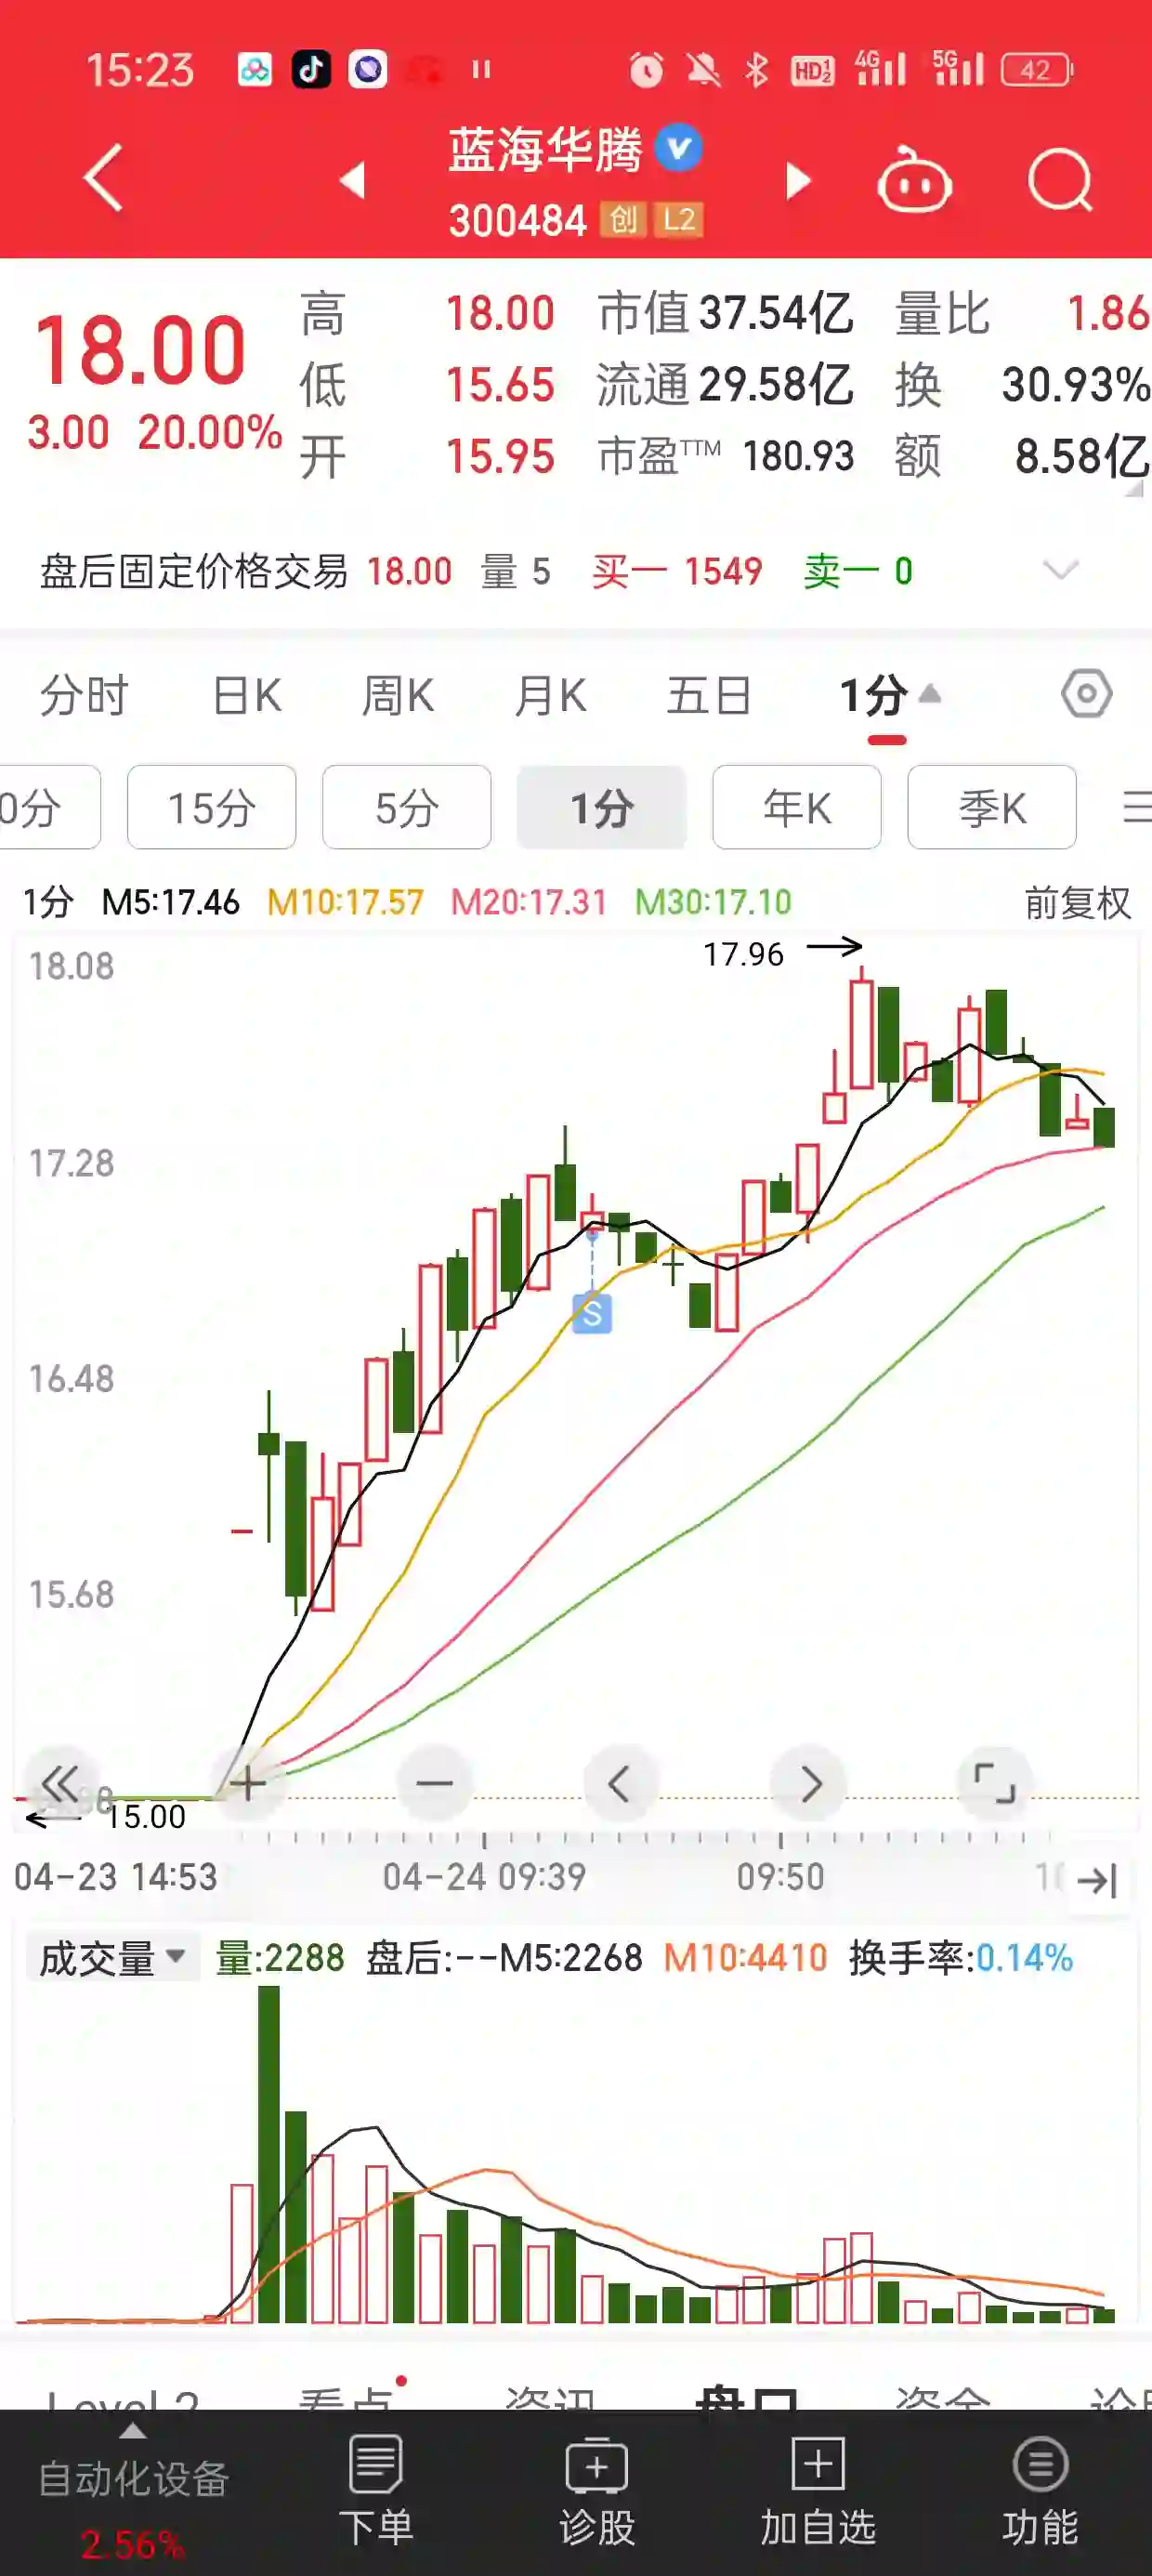 15:23 HD 1 2 4G 5G 42
蓝海华腾
300484 创 L2
18.00 高 18.00 市值 37.54亿 量比 1.86
低 15.65 流通 29.58亿 换 30.93%
3.00 20.00% 开 15.95 市盈TTM 180.93 额 8.58亿
盘后固定价格交易 18.00 量 5 买一 1549 卖一 0
分时 日K 周K 月K 五日 1分
0分 15分 5分 1分 年K 季K
1分 M5:17.46 M10:17.57 M20:17.31 M30:17.10 前复权
17.96
18.08
17.28
S
16.48
15.68
15.00
04-23 14:53 04-24 09:39 09:50
成交量 量:2288 盘后:--M5:2268 M10:4410 换手率:0.14%
Level-2 看点 资讯 盘口 资金
自动化设备 下单 诊股 加自选 功能
2.56%